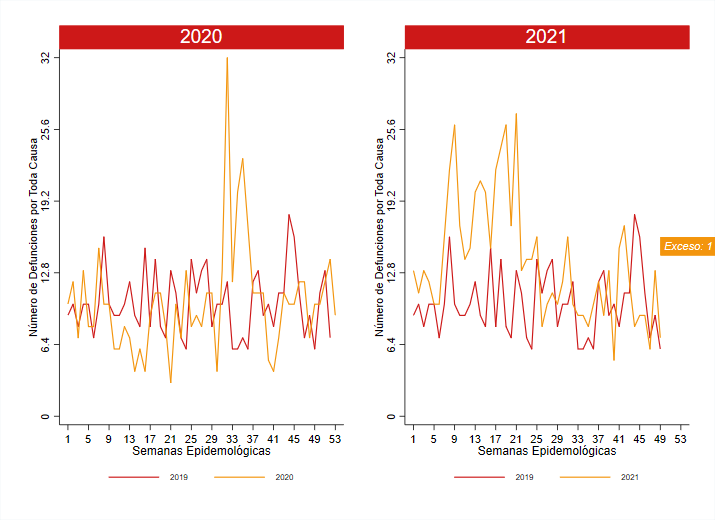 2020
Número de Defunciones por Toda Causa
32
25.6
19.2
12.8
6.4
0
1 5 9 13 17 21 25 29 33 37 41 45 49 53
Semanas Epidemológicas
2019 2020
2021
Número de Defunciones por Toda Causa
32
25.6
19.2
12.8
6.4
0
Exceso: 1
1 5 9 13 17 21 25 29 33 37 41 45 49 53
Semanas Epidemológicas
2019 2021